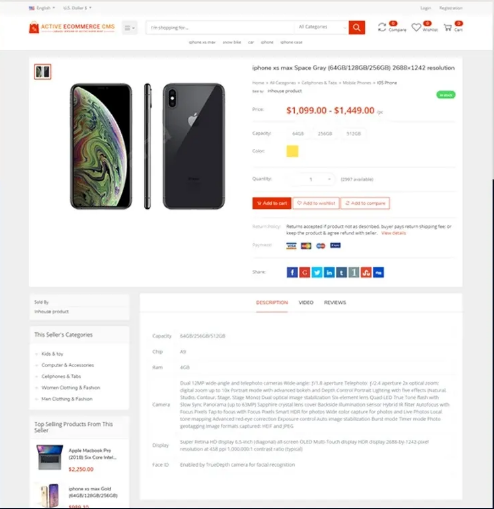 English
U.S. Dollar $
Login
Registration
ACTIVE ECOMMERCE CMS
I'm shopping for...
All Categories
0
Compare
0
Wishlist
0
Cart
iphone xs max
snow bike
car
iphone
iphone case
iphone xs max Space Gray (64GB/128GB/256GB) 2688×1242 resolution
Home > All Categories > Cellphones & Tabs > Mobile Phones > IOS Phone
inhouse product
Price:
$1,099.00 - $1,449.00
Capacity:
64GB
256GB
512GB
Color:
Quantity:
1
available)
Add to cart
Add to wishlist
Add to compare
Return Policy:
Returns accepted if product not as described, buyer pays return shipping fee; or
keep the product & agree refund with seller.
View details
Payment:
Share:
Sold By
inhouse product
This Seller's Categories
Kids & toy
Computer & Accessories
Cellphones & Tabs
Women Clothing & Fashion
Men Clothing & Fashion
Top Selling Products From This
Seller
Apple Macbook Pro
(2018) Six Core Intel...
$2,250.00
iphone xs max Gold
(64GB/128GB/256GB)
DESCRIPTION
VIDEO
REVIEWS
Capacity
64GB/256GB/512GB
Chip
Ram
4GB
Camera
Dual 12MP wide-angle and telephoto cameras Wide-angle: ƒ/1.8 aperture Telephoto: ƒ/2.4 aperture 2x optical zoom;
digital zoom up to 10x Portrait mode with advanced bokeh and Depth Control Portrait Lighting with five effects (Natural,
Studio, Contour, Stage, Stage Mono) Dual optical image stabilization Six-element lens Quad-LED True Tone flash with
Slow Sync Panorama (up to 63MP) Sapphire crystal lens cover Backside illumination sensor Hybrid IR filter Autofocus with
Focus Pixels Tap to focus with Focus Pixels Smart HDR for photos Wide color capture for photos and Live Photos Local
tone mapping Advanced red-eye correction Exposure control Auto image stabilization Burst mode Timer mode Photo
geotagging Image formats captured: HEIF and JPEG
Display
Super Retina HD display 6.5-inch (diagonal) all-screen OLED Multi-Touch display HDR display 2688-by-1242-pixel
resolution at 458 ppi 1,000,000:1 contrast ratio (typical)
Face ID
Enabled by TrueDepth camera for facial recognition